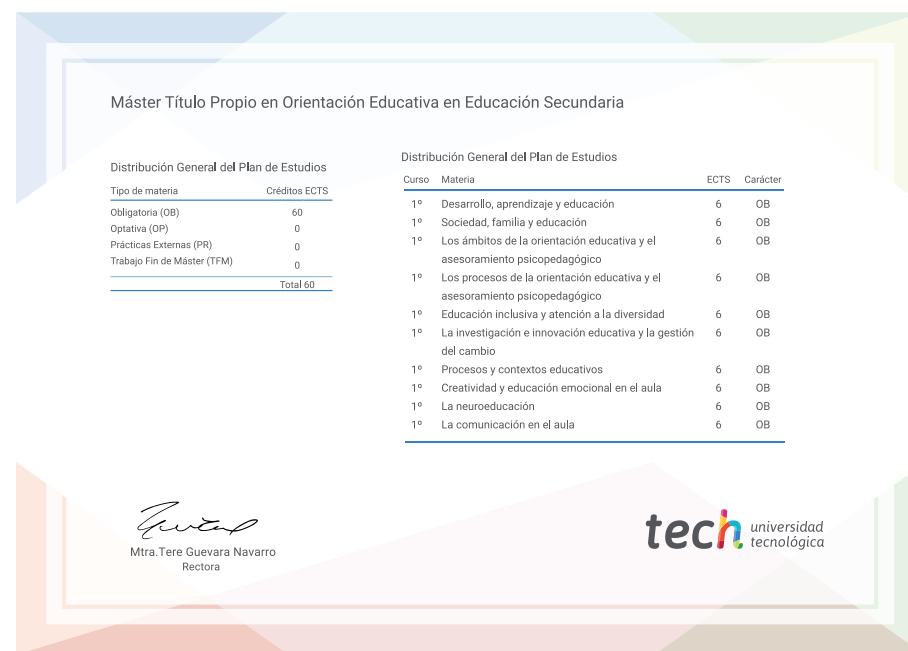 Máster Título Propio en Orientación Educativa en Educación Secundaria
Distribución General del Plan de Estudios
Tipo de materia Créditos ECTS
Obligatoria (OB) 60
Optativa (OP) 0
Prácticas Externas (PR) 0
Trabajo Fin de Máster (TFM) 0
Total 60
Distribución General del Plan de Estudios
Curso Materia ECTS Carácter
1º Desarrollo, aprendizaje y educación 6 OB
1º Sociedad, familia y educación 6 OB
1º Los ámbitos de la orientación educativa y el 6 OB
asesoramiento psicopedagógico
1º Los procesos de la orientación educativa y el 6 OB
asesoramiento psicopedagógico
1º Educación inclusiva y atención a la diversidad 6 OB
1º La investigación e innovación educativa y la gestión 6 OB
del cambio
1º Procesos y contextos educativos 6 OB
1º Creatividad y educación emocional en el aula 6 OB
1º La neuroeducación 6 OB
1º La comunicación en el aula 6 OB
Mtra.Tere Guevara Navarro
Rectora
tech universidad
tecnológica